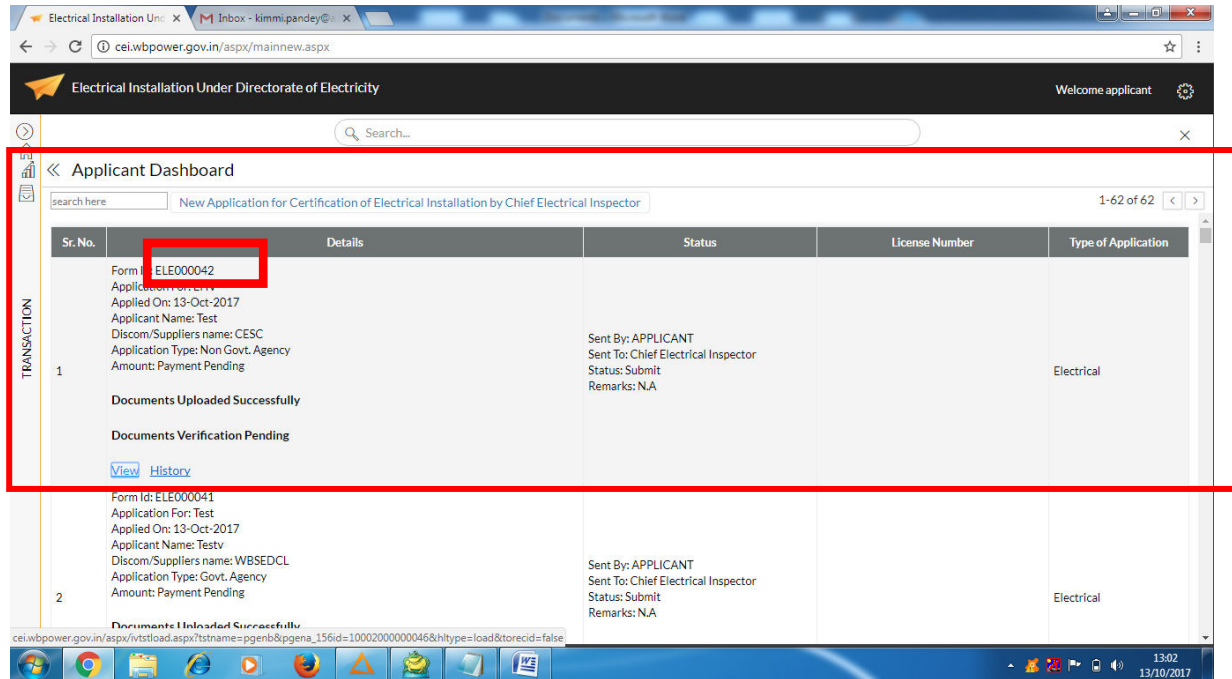 Electrical Installation Und
Inbox - kimmi.pandey@
cei.wbpower.gov.in/aspx/mainnew.aspx
Electrical Installation Under Directorate of Electricity
Welcome applicant
Search...
Applicant Dashboard
search here
New Application for Certification of Electrical Installation by Chief Electrical Inspector
1-62 of 62
Sr. No. Details Status License Number Type of Application
TRANSACTION
1
Form Id: ELE000042
Application For: EHV
Applied On: 13-Oct-2017
Applicant Name: Test
Discom/Suppliers name: CESC
Application Type: Non Govt. Agency
Amount: Payment Pending
Documents Uploaded Successfully
Documents Verification Pending
View History
Sent By: APPLICANT
Sent To: Chief Electrical Inspector
Status: Submit
Remarks: N.A
Electrical
2
Form Id: ELE000041
Application For: Test
Applied On: 13-Oct-2017
Applicant Name: Testv
Discom/Suppliers name: WBSEDCL
Application Type: Govt. Agency
Amount: Payment Pending
Documents Uploaded Successfully
Sent By: APPLICANT
Sent To: Chief Electrical Inspector
Status: Submit
Remarks: N.A
Electrical
cei.wbpower.gov.in/aspx/ivtstload.aspx?tstname=pgenb&pgena_156id=10002000000046&hltype=load&torecid=false
13:02
13/10/2017